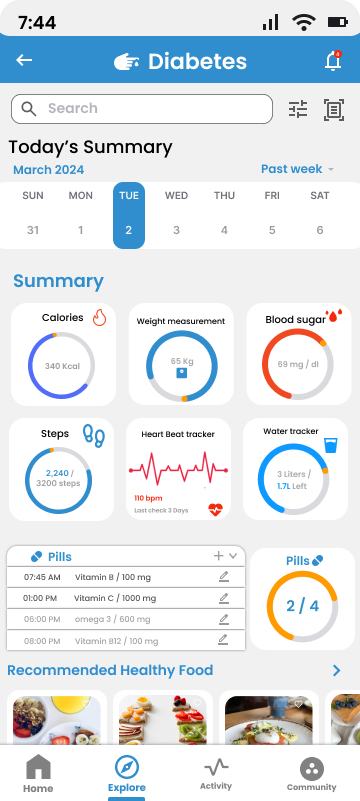 7:44
Diabetes
4
Search
Today's Summary
March 2024
Past week
SUN MON TUE WED THU FRI SAT
31 1 2 3 4 5 6
Summary
Calories
340 Kcal
Weight measurement
65 Kg
Blood sugar
69 mg / dl
Steps
2,240 /
3200 steps
Heart Beat tracker
110 bpm
Last check 3 Days
Water tracker
3 Liters /
1.7L Left
Pills
07:45 AM Vitamin B / 100 mg
01:00 PM Vitamin C / 1000 mg
06:00 PM omega 3 / 600 mg
08:00 PM Vitamin B12 / 100 mg
Pills
2 / 4
Recommended Healthy Food
Home
Explore
Activity
Community